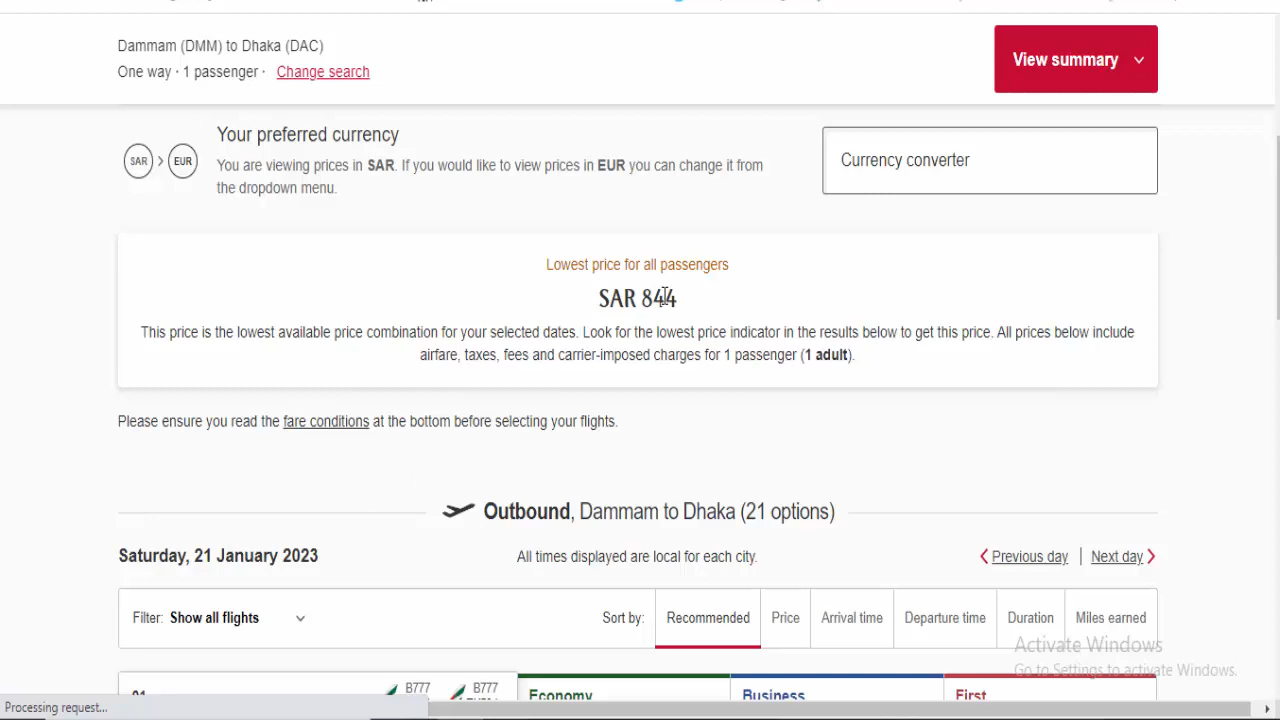 Dammam (DMM) to Dhaka (DAC)
One way · 1 passenger · Change search
View summary
Your preferred currency
SAR > EUR
You are viewing prices in SAR. If you would like to view prices in EUR you can change it from
the dropdown menu.
Currency converter
Lowest price for all passengers
SAR 844
This price is the lowest available price combination for your selected dates. Look for the lowest price indicator in the results below to get this price. All prices below include
airfare, taxes, fees and carrier-imposed charges for 1 passenger (1 adult).
Please ensure you read the fare conditions at the bottom before selecting your flights.
Outbound, Dammam to Dhaka (21 options)
Saturday, 21 January 2023
All times displayed are local for each city.
Previous day | Next day
Filter: Show all flights
Sort by: Recommended Price Arrival time Departure time Duration Miles earned
Activate Windows
Go to Settings to activate Windows.
01 B777 B777 Economy Business First
Processing request...